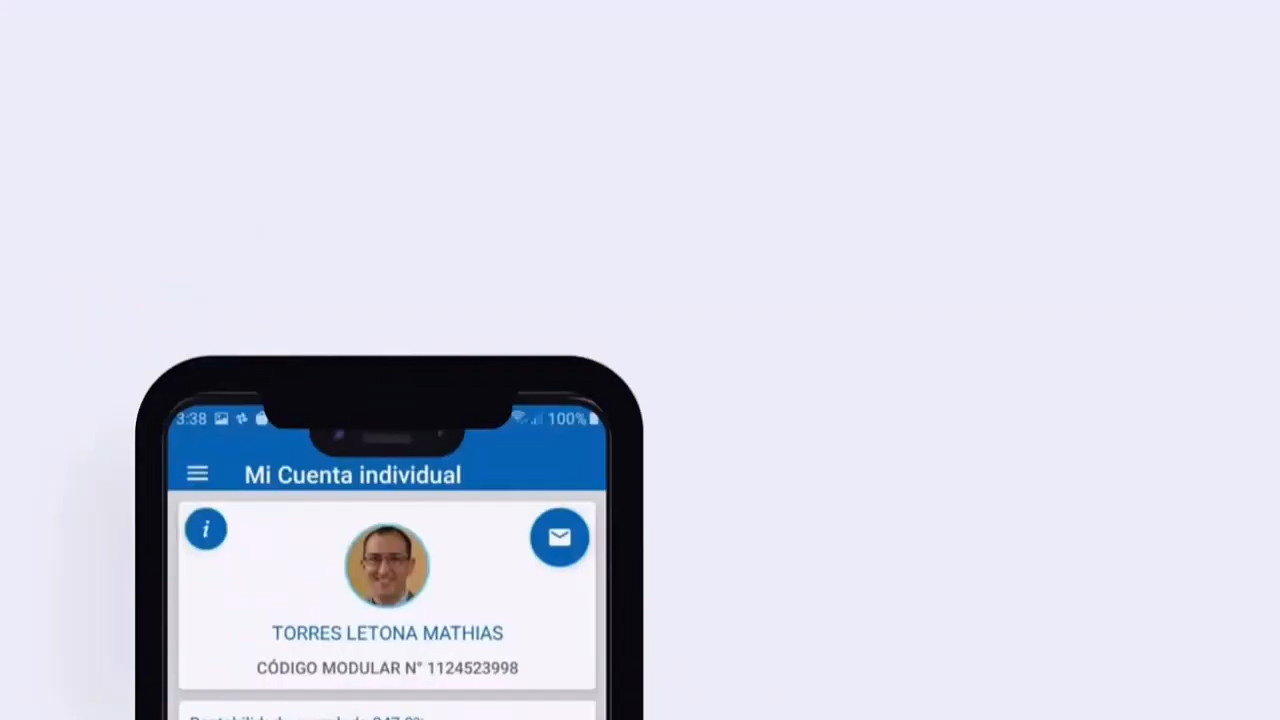 3:38 100%
Mi Cuenta individual
i
TORRES LETONA MATHIAS
CÓDIGO MODULAR N° 1124523998